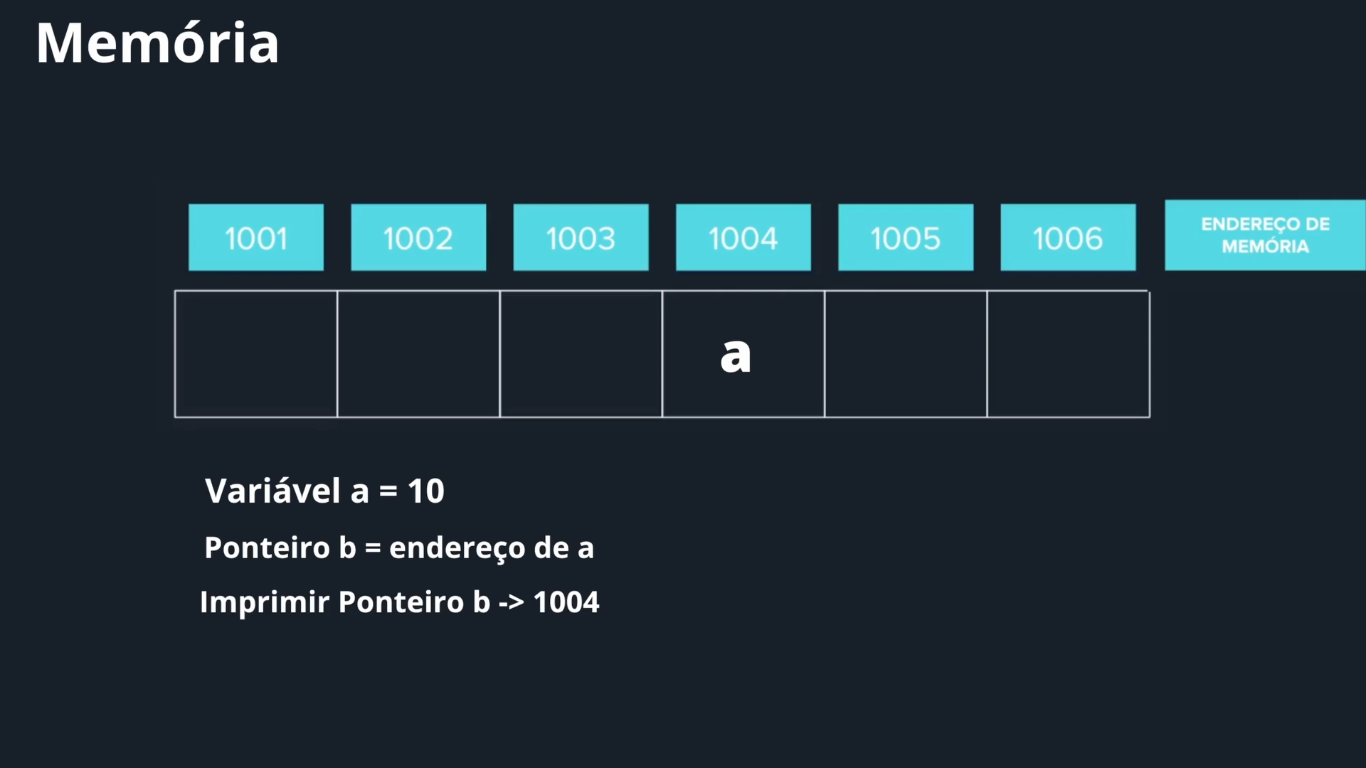 Memória
1001 1002 1003 1004 1005 1006 ENDEREÇO DE
MEMÓRIA
a
Variável a = 10
Ponteiro b = endereço de a
Imprimir Ponteiro b -> 1004